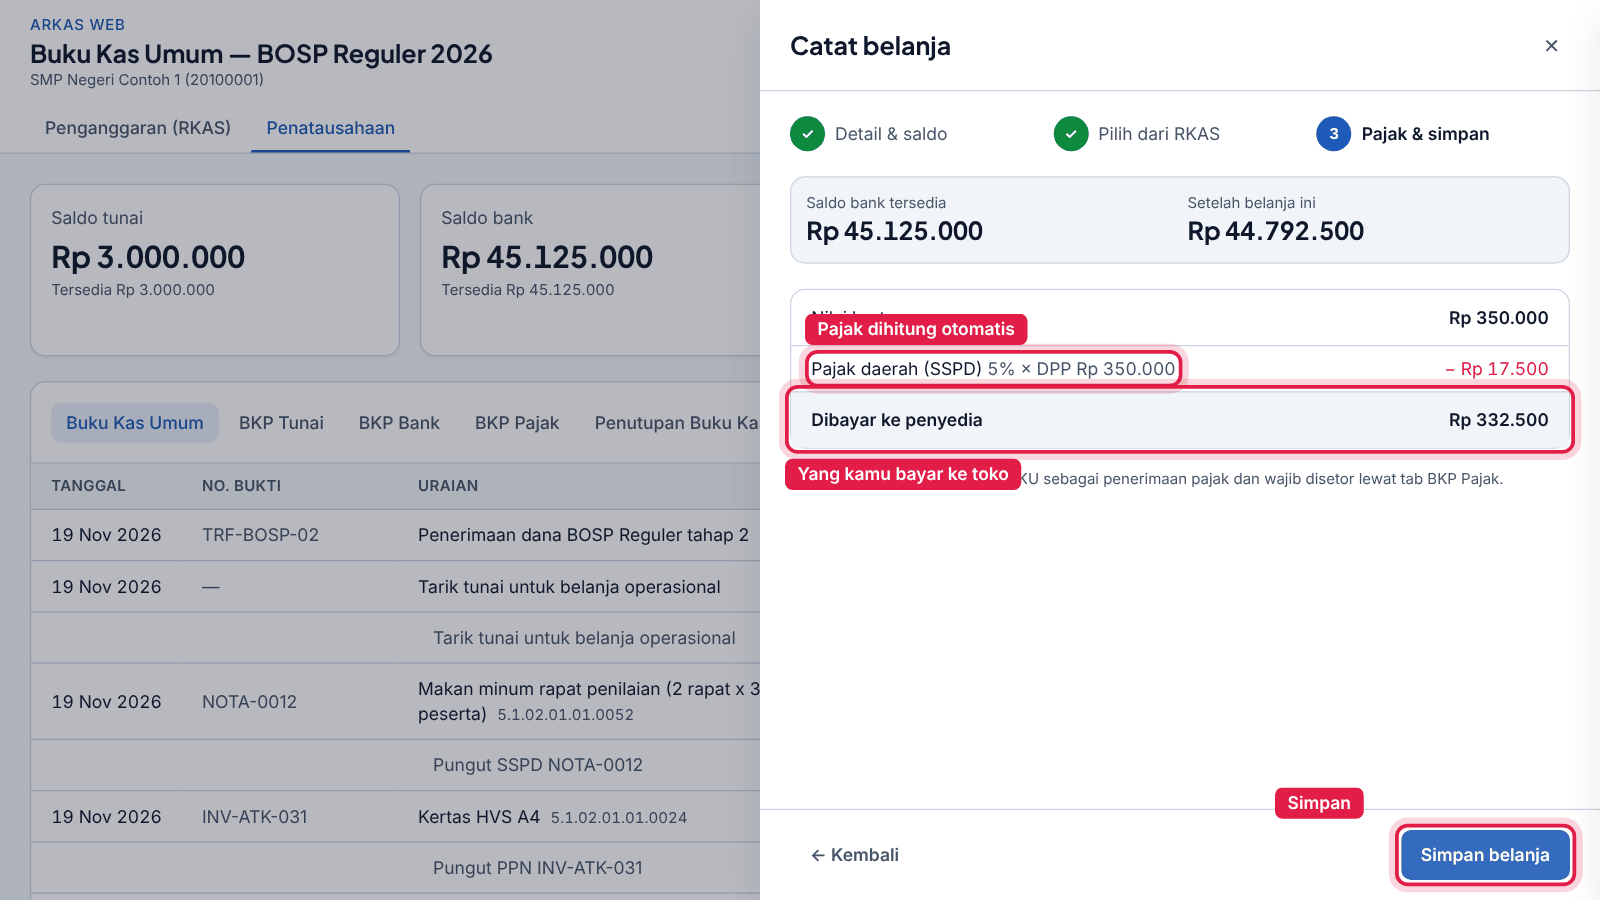 ARKAS WEB
Buku Kas Umum — BOSP Reguler 2026
SMP Negeri Contoh 1 (20100001)
Penganggaran (RKAS)
Penatausahaan
Saldo tunai
Rp 3.000.000
Tersedia Rp 3.000.000
Saldo bank
Rp 45.125.000
Tersedia Rp 45.125.000
Buku Kas Umum
BKP Tunai
BKP Bank
BKP Pajak
Penutupan Buku
TANGGAL NO. BUKTI URAIAN
19 Nov 2026 TRF-BOSP-02 Penerimaan dana BOSP Reguler tahap 2
19 Nov 2026 — Tarik tunai untuk belanja operasional
Tarik tunai untuk belanja operasional
19 Nov 2026 NOTA-0012 Makan minum rapat penilaian (2 rapat x 3
peserta) 5.1.02.01.01.0052
Pungut SSPD NOTA-0012
19 Nov 2026 INV-ATK-031 Kertas HVS A4 5.1.02.01.01.0024
Pungut PPN INV-ATK-031
Catat belanja
×
Detail & saldo
Pilih dari RKAS
3 Pajak & simpan
Saldo bank tersedia
Rp 45.125.000
Setelah belanja ini
Rp 44.792.500
Rp 350.000
Pajak dihitung otomatis
Pajak daerah (SSPD) 5% × DPP Rp 350.000 − Rp 17.500
Dibayar ke penyedia Rp 332.500
Yang kamu bayar ke toko
sebagai penerimaan pajak dan wajib disetor lewat tab BKP Pajak.
Simpan
← Kembali
Simpan belanja